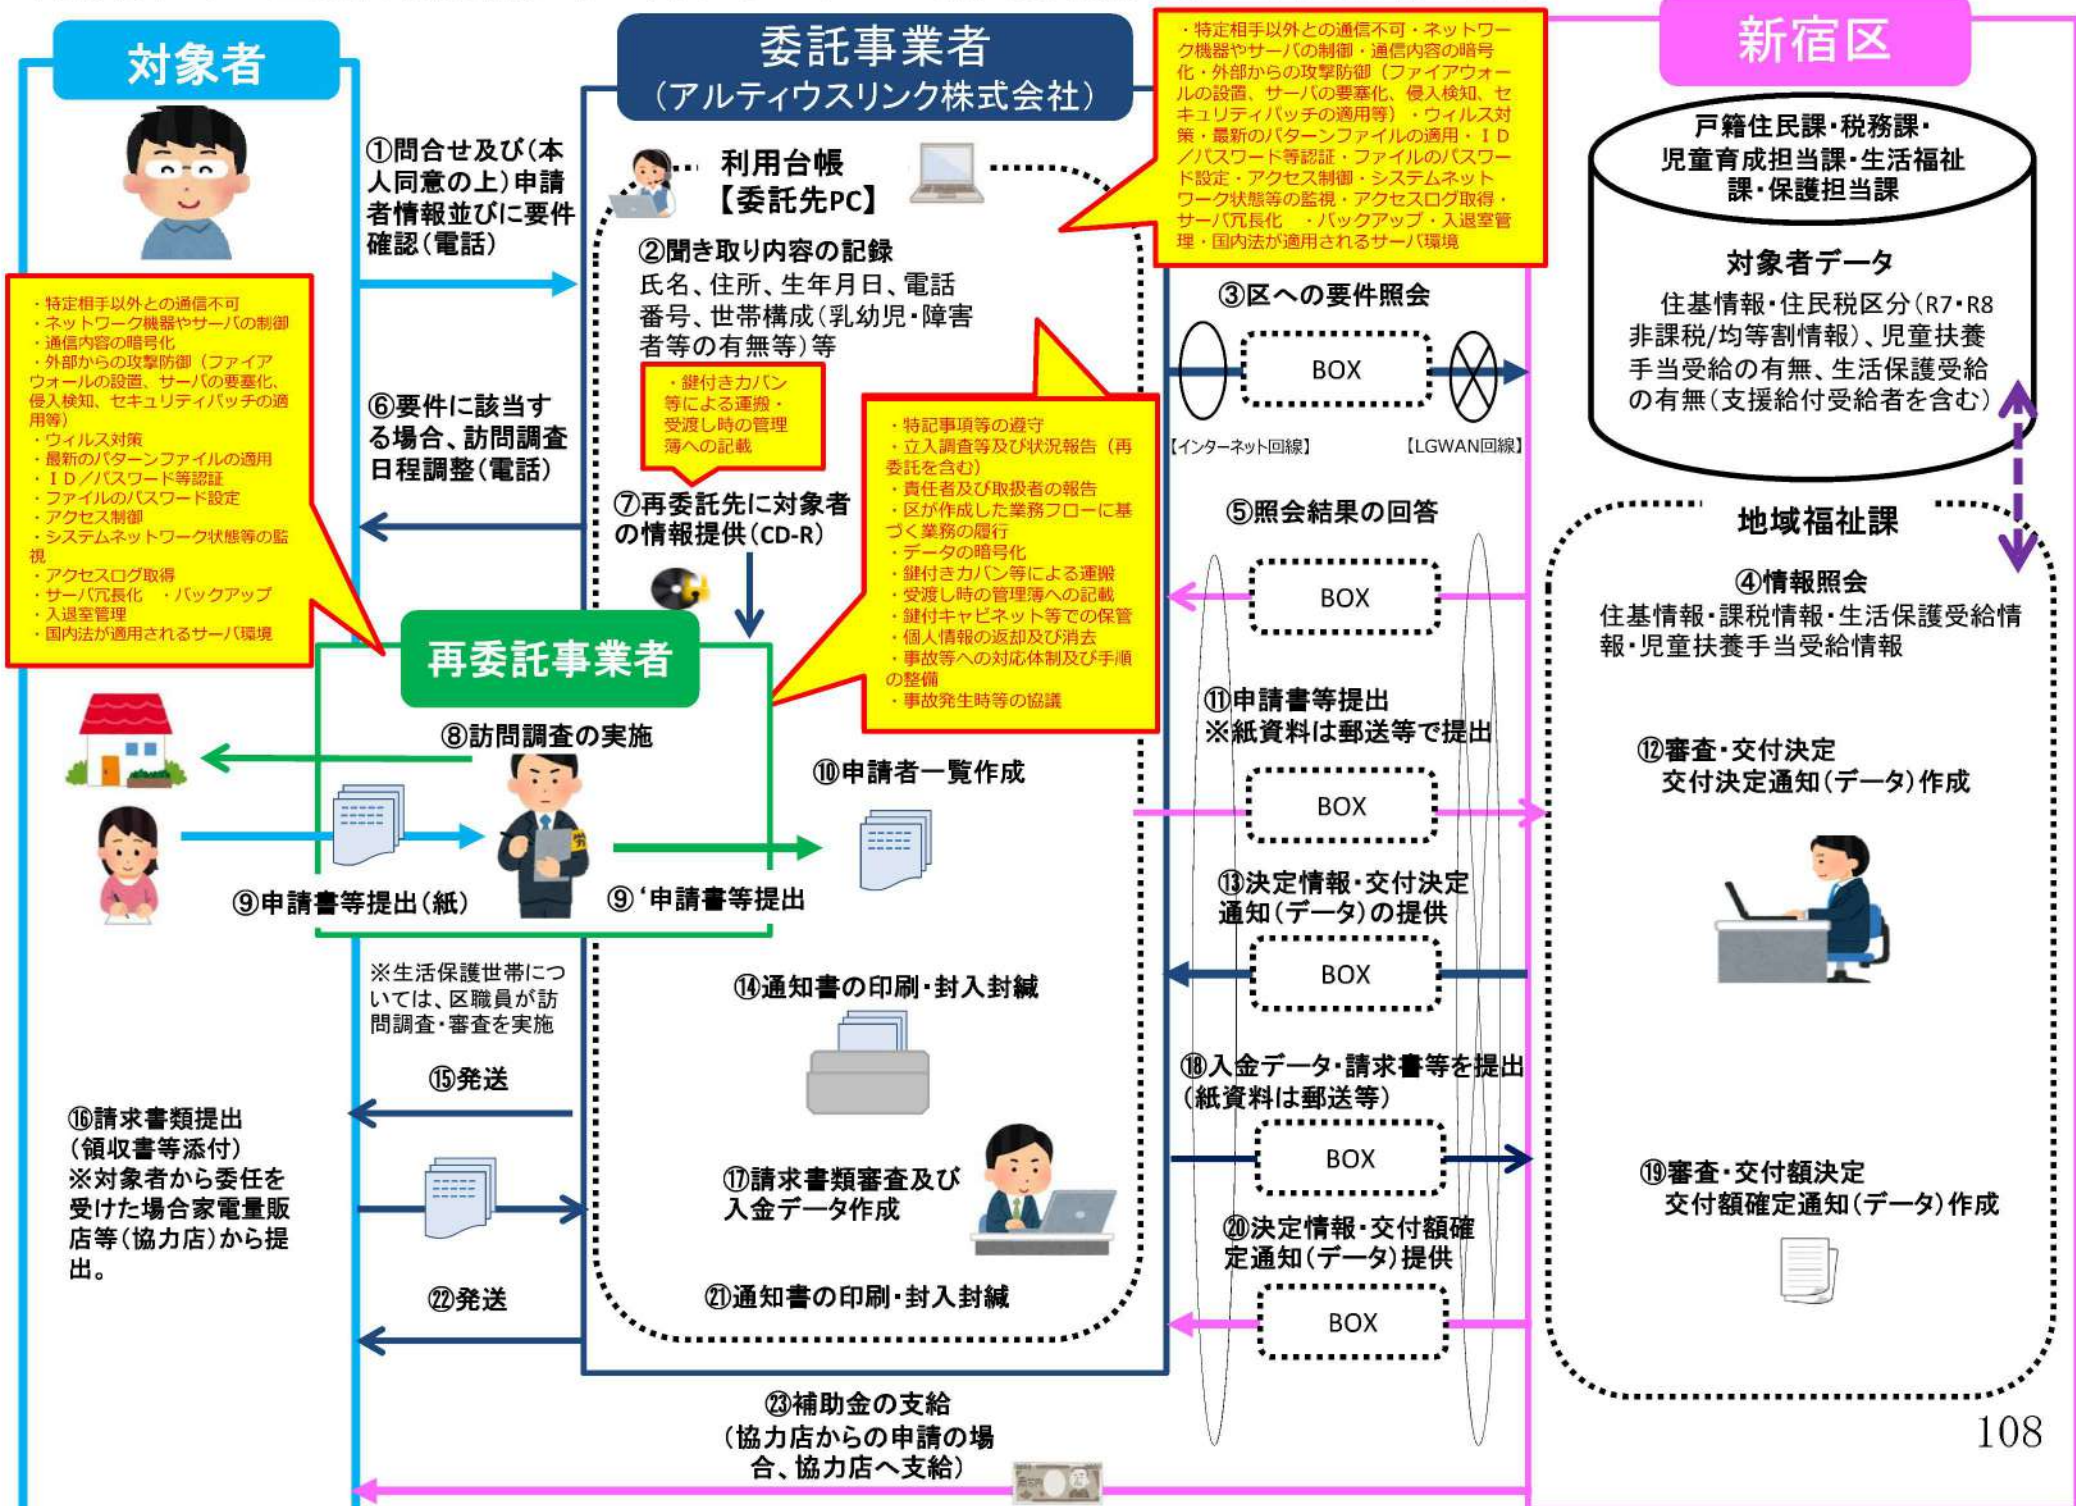 対象者
委託事業者
（アルティウスリンク株式会社）
新宿区
・特定相手以外との通信不可・ネットワー
ク機器やサーバの制御・通信内容の暗号
化・外部からの攻撃防御（ファイアウォー
ルの設置、サーバの要塞化、侵入検知、セ
キュリティパッチの適用等）・ウィルス対
策・最新のパターンファイルの適用・ＩＤ
／パスワード等認証・ファイルのパスワー
ド設定・アクセス制御・システムネット
ワーク状態等の監視・アクセスログ取得・
サーバ冗長化　・バックアップ・入退室管
理・国内法が適用されるサーバ環境
戸籍住民課・税務課・
児童育成担当課・生活福祉
課・保護担当課
対象者データ
住基情報・住民税区分（R7・R8
非課税/均等割情報）、児童扶養
手当受給の有無、生活保護受給
の有無（支援給付受給者を含む）
①問合せ及び（本
人同意の上）申請
者情報並びに要件
確認（電話）
利用台帳
【委託先PC】
②聞き取り内容の記録
氏名、住所、生年月日、電話
番号、世帯構成（乳幼児・障害
者等の有無等）等
・特定相手以外との通信不可
・ネットワーク機器やサーバの制御
・通信内容の暗号化
・外部からの攻撃防御（ファイア
ウォールの設置、サーバの要塞化、
侵入検知、セキュリティパッチの適
用等）
・ウィルス対策
・最新のパターンファイルの適用
・ＩＤ／パスワード等認証
・ファイルのパスワード設定
・アクセス制御
・システムネットワーク状態等の監
視
・アクセスログ取得
・サーバ冗長化　・バックアップ
・入退室管理
・国内法が適用されるサーバ環境
③区への要件照会
BOX
【インターネット回線】
【LGWAN回線】
⑥要件に該当す
る場合、訪問調査
日程調整（電話）
・鍵付きカバン
等による運搬・
受渡し時の管理
簿への記載
・特記事項等の遵守
・立入調査等及び状況報告（再
委託を含む）
・責任者及び取扱者の報告
・区が作成した業務フローに基
づく業務の履行
・データの暗号化
・鍵付きカバン等による運搬
・受渡し時の管理簿への記載
・鍵付キャビネット等での保管
・個人情報の返却及び消去
・事故等への対応体制及び手順
の整備
・事故発生時等の協議
⑦再委託先に対象者
の情報提供（CD-R）
⑤照会結果の回答
BOX
地域福祉課
④情報照会
住基情報・課税情報・生活保護受給情
報・児童扶養手当受給情報
再委託事業者
⑧訪問調査の実施
⑩申請者一覧作成
⑪申請書等提出
※紙資料は郵送等で提出
BOX
⑫審査・交付決定
交付決定通知（データ）作成
⑨申請書等提出（紙）
⑨‘申請書等提出
⑬決定情報・交付決定
通知（データ）の提供
BOX
※生活保護世帯につ
いては、区職員が訪
問調査・審査を実施
⑭通知書の印刷・封入封緘
⑮発送
⑯請求書類提出
（領収書等添付）
※対象者から委任を
受けた場合家電量販
店等（協力店）から提
出。
⑰請求書類審査及び
入金データ作成
⑱入金データ・請求書等を提出
（紙資料は郵送等）
BOX
⑲審査・交付額決定
交付額確定通知（データ）作成
⑳決定情報・交付額確
定通知（データ）提供
BOX
㉑通知書の印刷・封入封緘
㉒発送
㉓補助金の支給
（協力店からの申請の場
合、協力店へ支給）
108